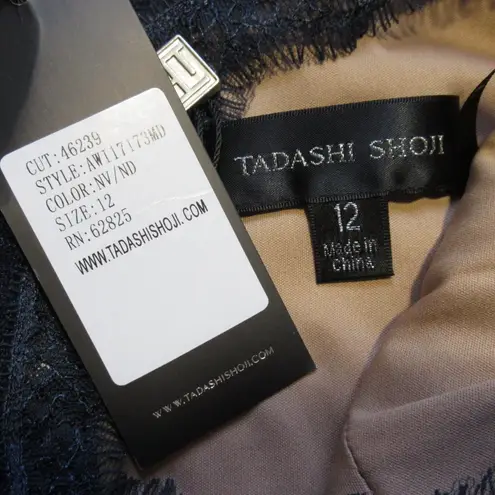 CUT:46239
STYLE:AWI17173MD
COLOR:NV/ND
SIZE:12
RN:62825
WWW.TADASHISHOJI.COM
WWW.TADASHISHOJI.COM
TADASHI SHOJI
12
Made in
China